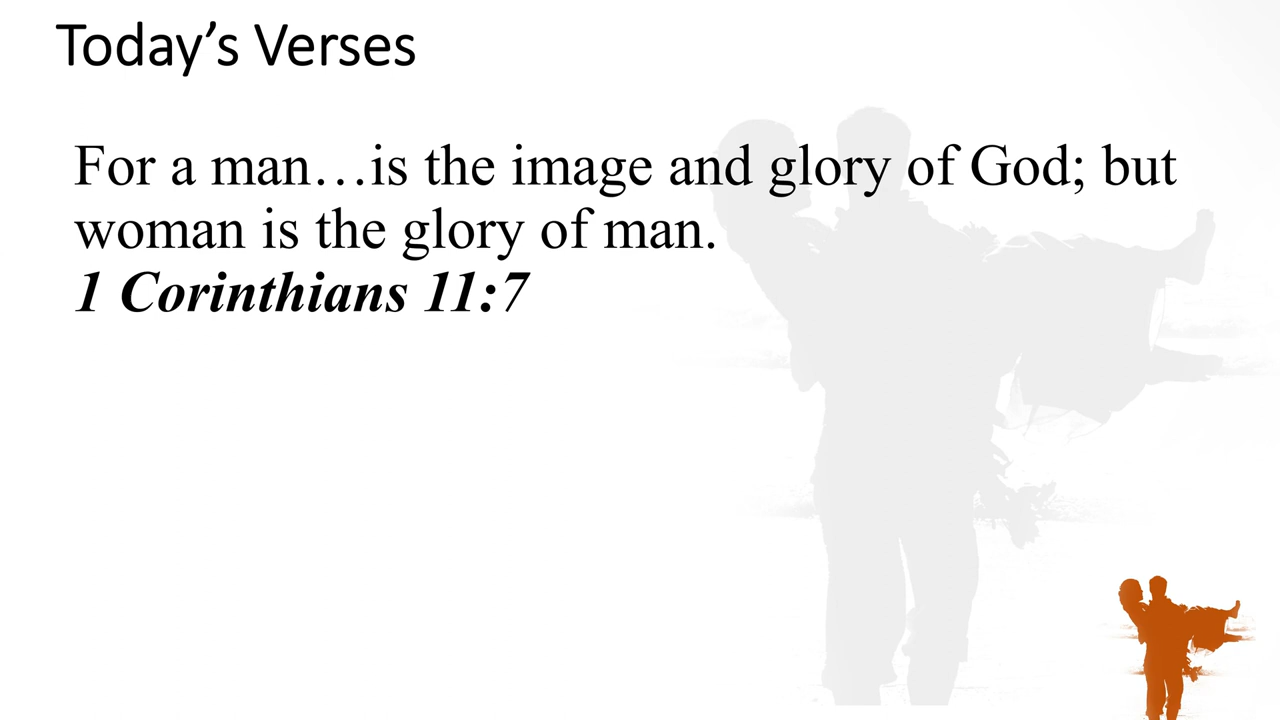 Today’s Verses
For a man…is the image and glory of God; but
woman is the glory of man.
1 Corinthians 11:7